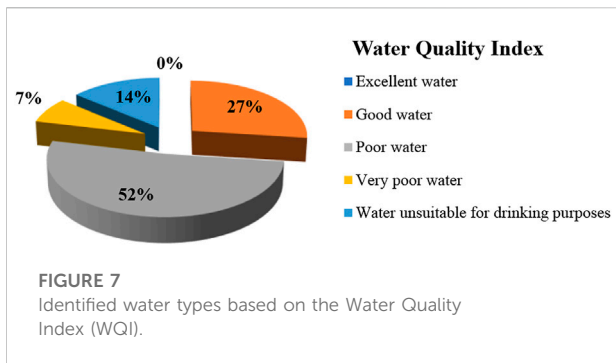 Water Quality Index
0%
7%
14%
27%
52%
Excellent water
Good water
Poor water
Very poor water
Water unsuitable for drinking purposes
FIGURE 7
Identified water types based on the Water Quality
Index (WQI).